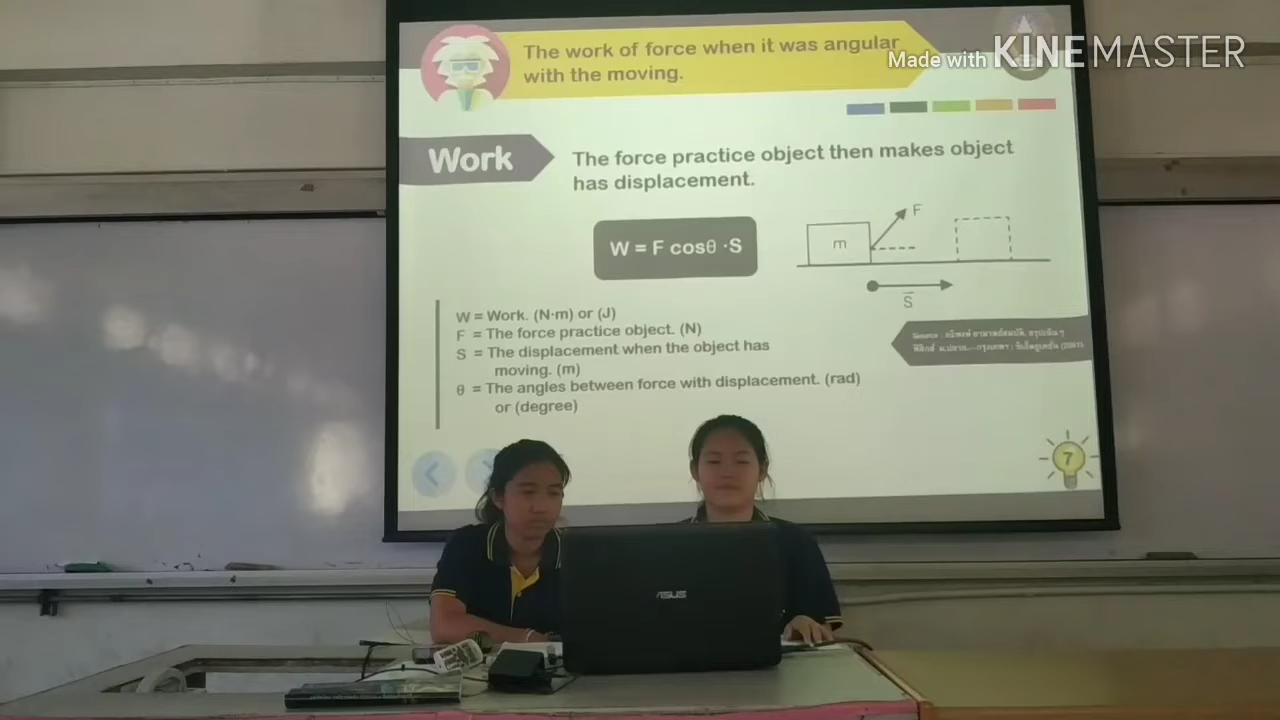 The work of force when it was angular
with the moving.
Made with KINEMASTER
Work
The force practice object then makes object
has displacement.
W = F cosθ ·S
F
m
S̅
W = Work. (N·m) or (J)
F = The force practice object. (N)
S = The displacement when the object has
moving. (m)
θ = The angles between force with displacement. (rad)
or (degree)
7
ASUS